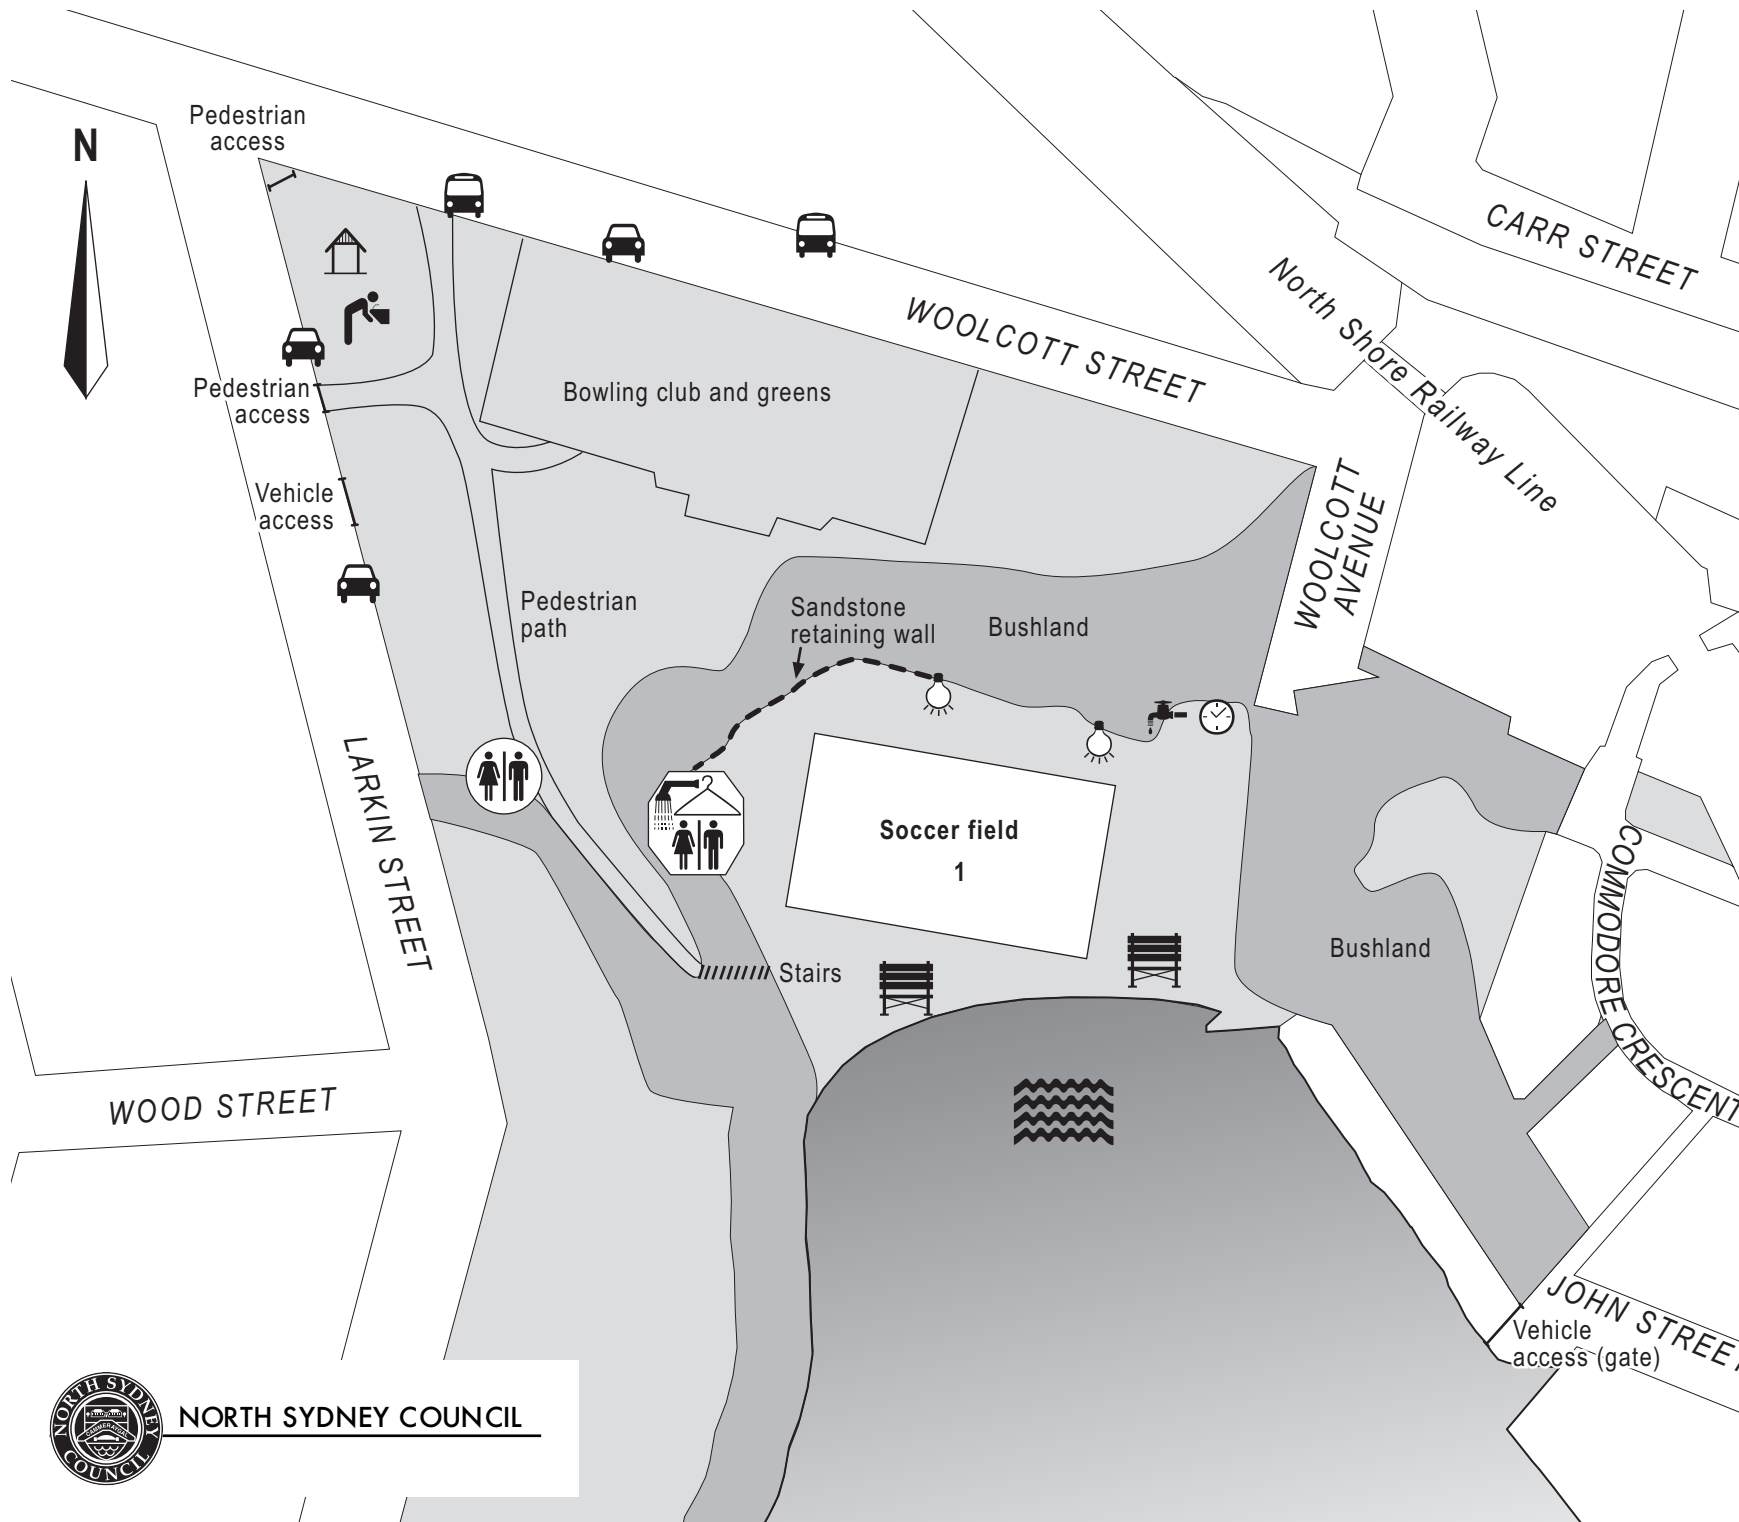 Pedestrian
access
N
CARR STREET
North Shore Railway Line
WOOLCOTT STREET
Pedestrian
access
Bowling club and greens
Vehicle
access
WOOLCOTT
AVENUE
Pedestrian
path
Sandstone
retaining wall
Bushland
LARKIN STREET
Soccer field
1
COMMODORE CRESCENT
Bushland
Stairs
WOOD STREET
JOHN STREET
Vehicle
access (gate)
NORTH SYDNEY
CAMMERAYGAL
COUNCIL
NORTH SYDNEY COUNCIL